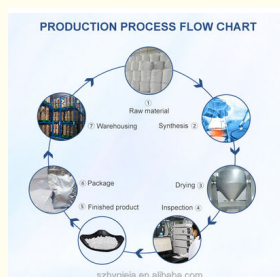 PRODUCTION PROCESS FLOW CHART
① Raw material
Synthesis ②
Drying ③
Inspection ④
⑤ Finished product
⑥ Package
⑦ Warehousing
szhygieia.en.alibaba.com